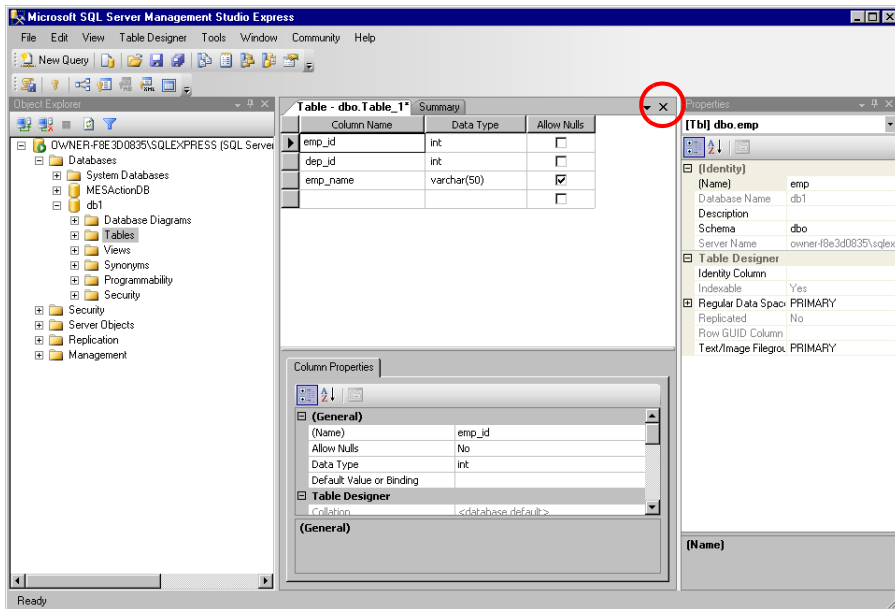 Microsoft SQL Server Management Studio Express
File Edit View Table Designer Tools Window Community Help
New Query
Object Explorer
OWNER-F8E3D0835\SQLEXPRESS (SQL Server
Databases
System Databases
MESActionDB
db1
Database Diagrams
Tables
Views
Synonyms
Programmability
Security
Security
Server Objects
Replication
Management
Table - dbo.Table_1* Summary
Column Name Data Type Allow Nulls
emp_id int
dep_id int
emp_name varchar(50)
Column Properties
(General)
(Name) emp_id
Allow Nulls No
Data Type int
Default Value or Binding
Table Designer
Collation <database default>
(General)
Properties
[Tbl] dbo.emp
(Identity)
(Name) emp
Database Name db1
Description
Schema dbo
Server Name owner-f8e3d0835\sqlex
Table Designer
Identity Column
Indexable Yes
Regular Data Spac PRIMARY
Replicated No
Row GUID Column
Text/Image Filegrou PRIMARY
(Name)
Ready